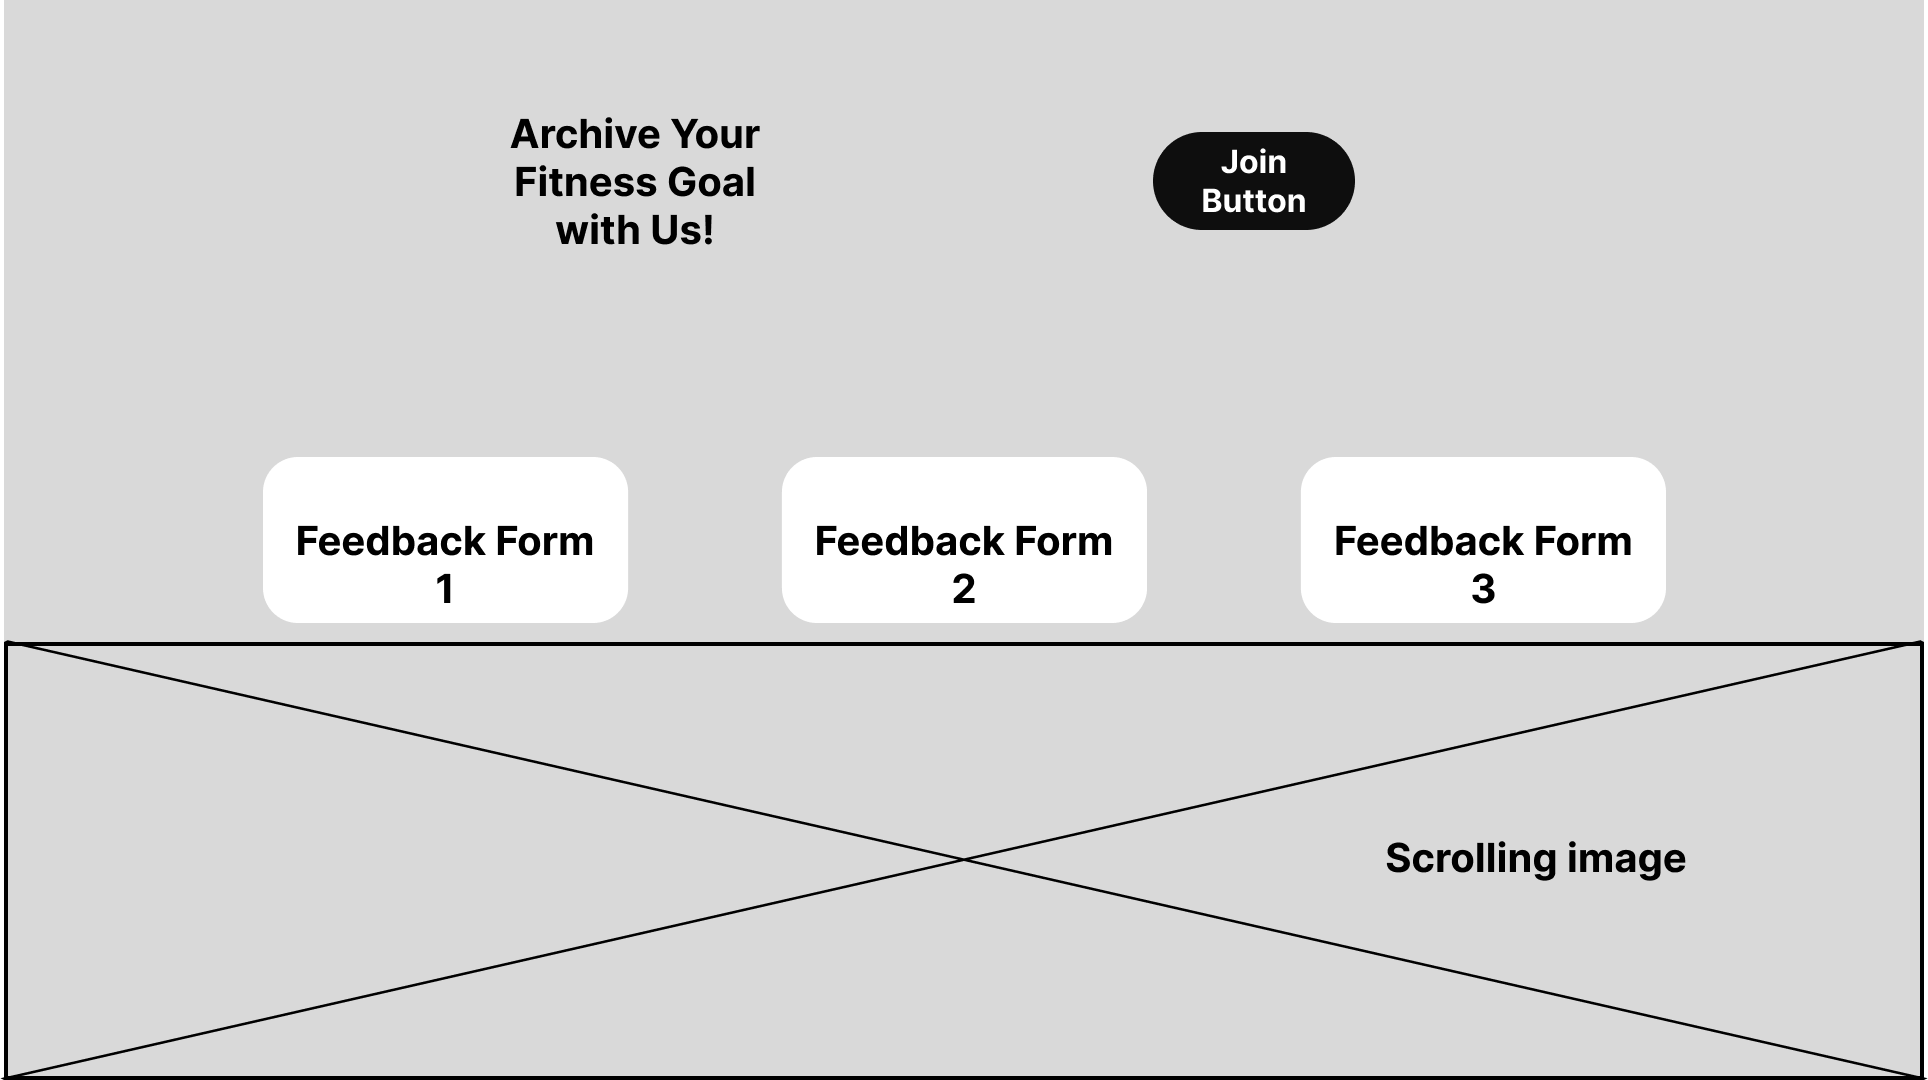 Archive Your
Fitness Goal
with Us!
Join
Button
Feedback Form
1
Feedback Form
2
Feedback Form
3
Scrolling image